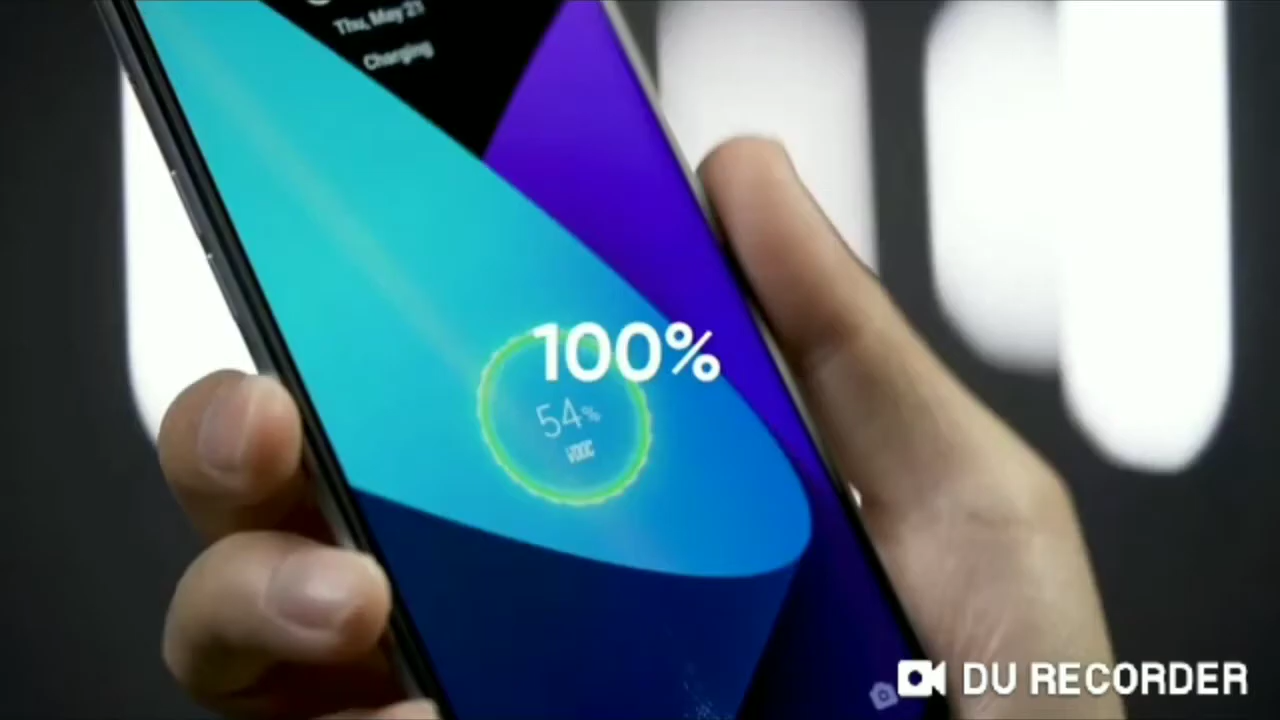 Thu, May 21
Charging
100%
54%
VOOC
DU RECORDER